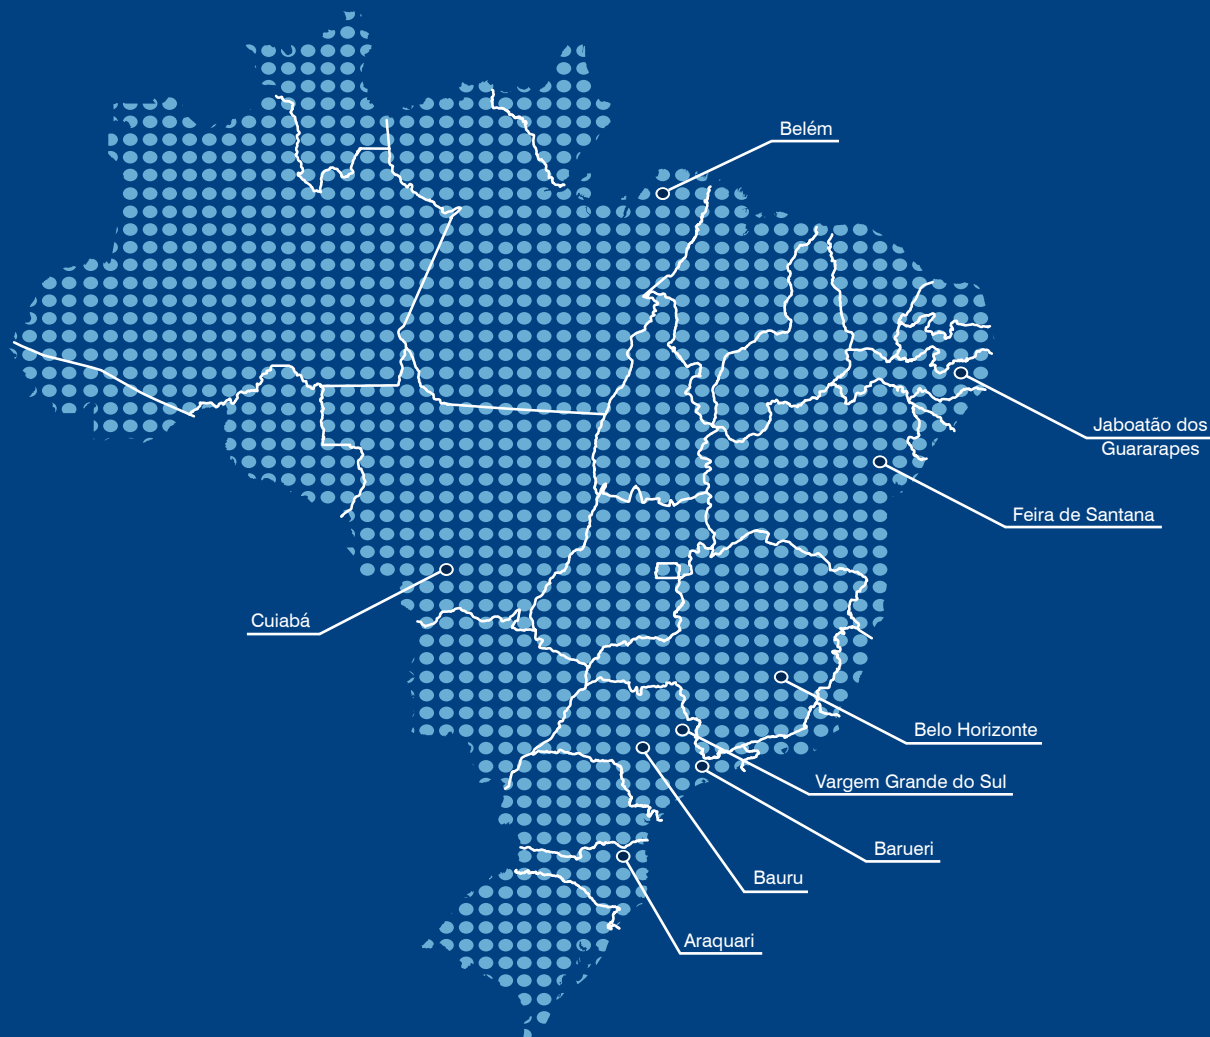 Belém
Jaboatão dos
Guararapes
Feira de Santana
Cuiabá
Belo Horizonte
Vargem Grande do Sul
Barueri
Bauru
Araquari